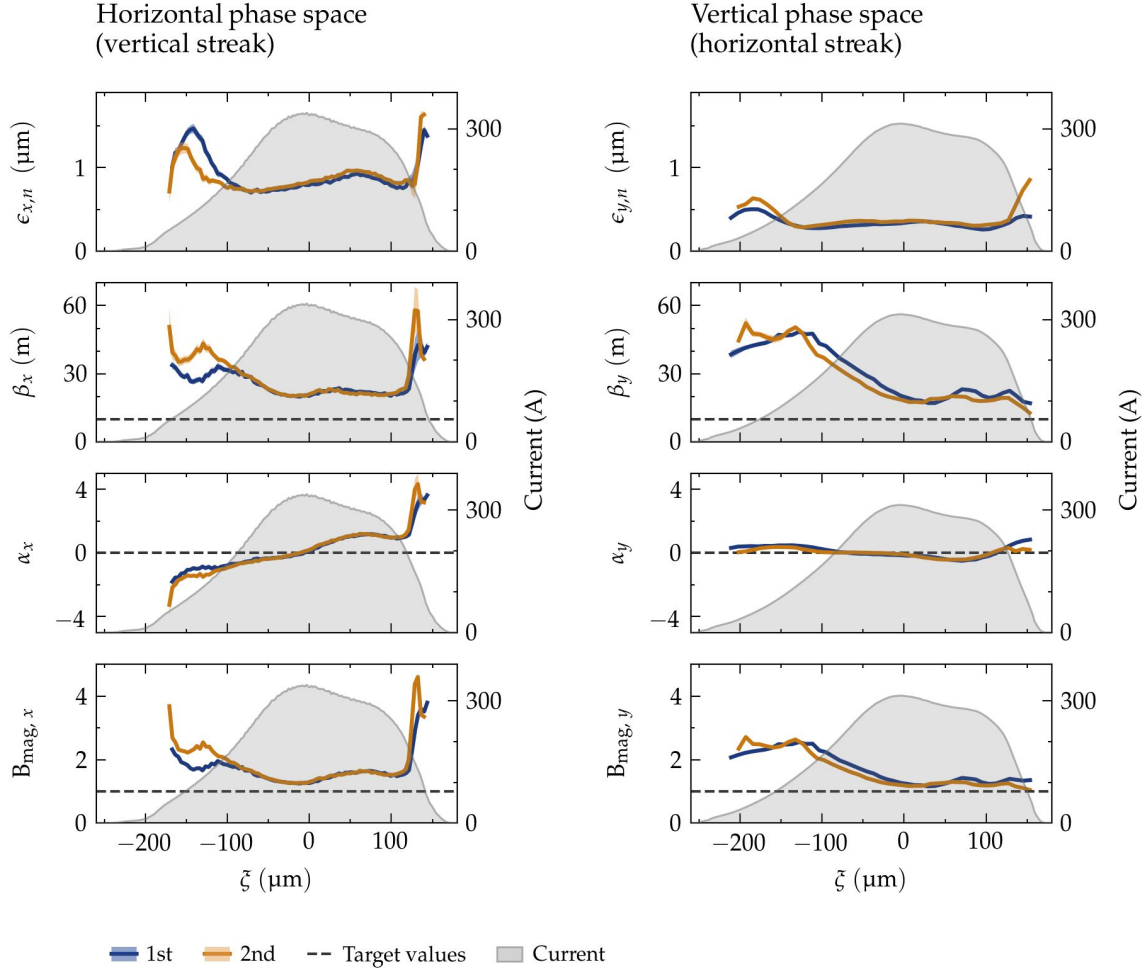 Horizontal phase space
(vertical streak)
Vertical phase space
(horizontal streak)
ϵx,n (µm)
1
0
300
0
ϵy,n (µm)
1
0
300
0
βx (m)
60
30
0
300
0
βy (m)
60
30
0
300
0
Current (A)
Current (A)
αx
4
0
−4
300
0
αy
4
0
−4
300
0
Bmag, x
4
2
0
300
0
Bmag, y
4
2
0
300
0
−200 −100 0 100
−200 −100 0 100
ξ (µm)
ξ (µm)
1st 2nd Target values Current